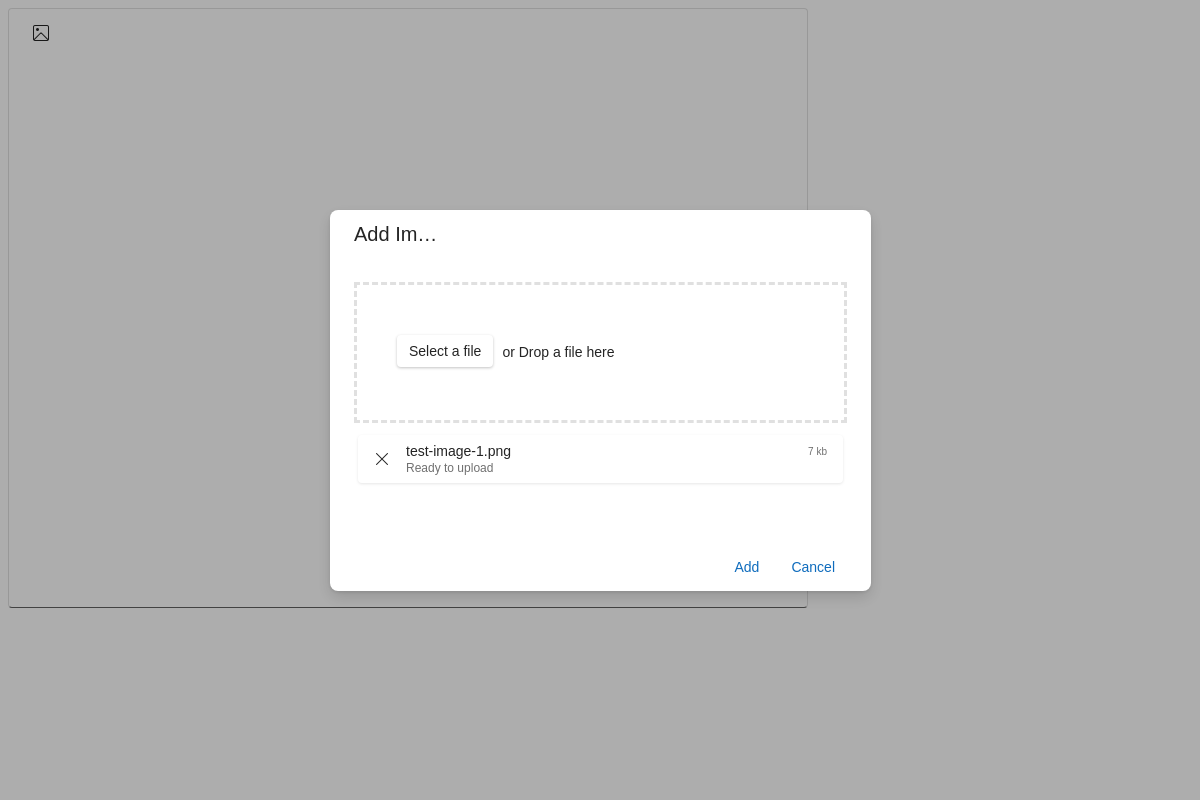 Add Im…
Select a file or Drop a file here
test-image-1.png 7 kb
Ready to upload
Add Cancel